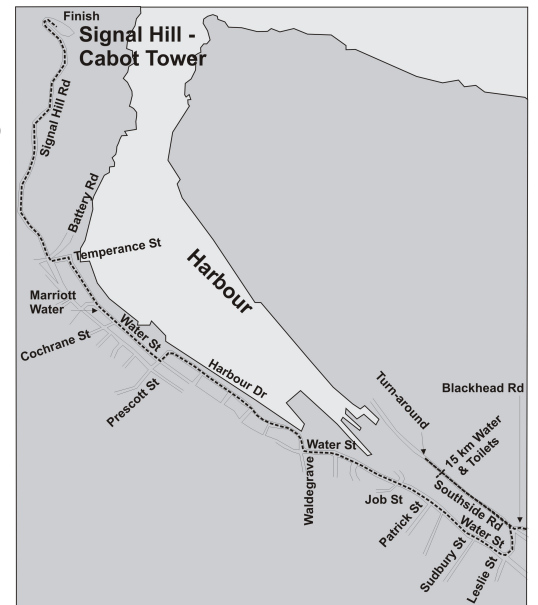 Finish
Signal Hill -
Cabot Tower
Signal Hill Rd
Battery Rd
Temperance St
Harbour
Marriott
Water
Water St
Cochrane St
Harbour Dr
Prescott St
Turn-around
Blackhead Rd
15 km Water
& Toilets
Water St
Waldegrave
Southside Rd
Job St
Patrick St
Water St
Sudbury St
Leslie St